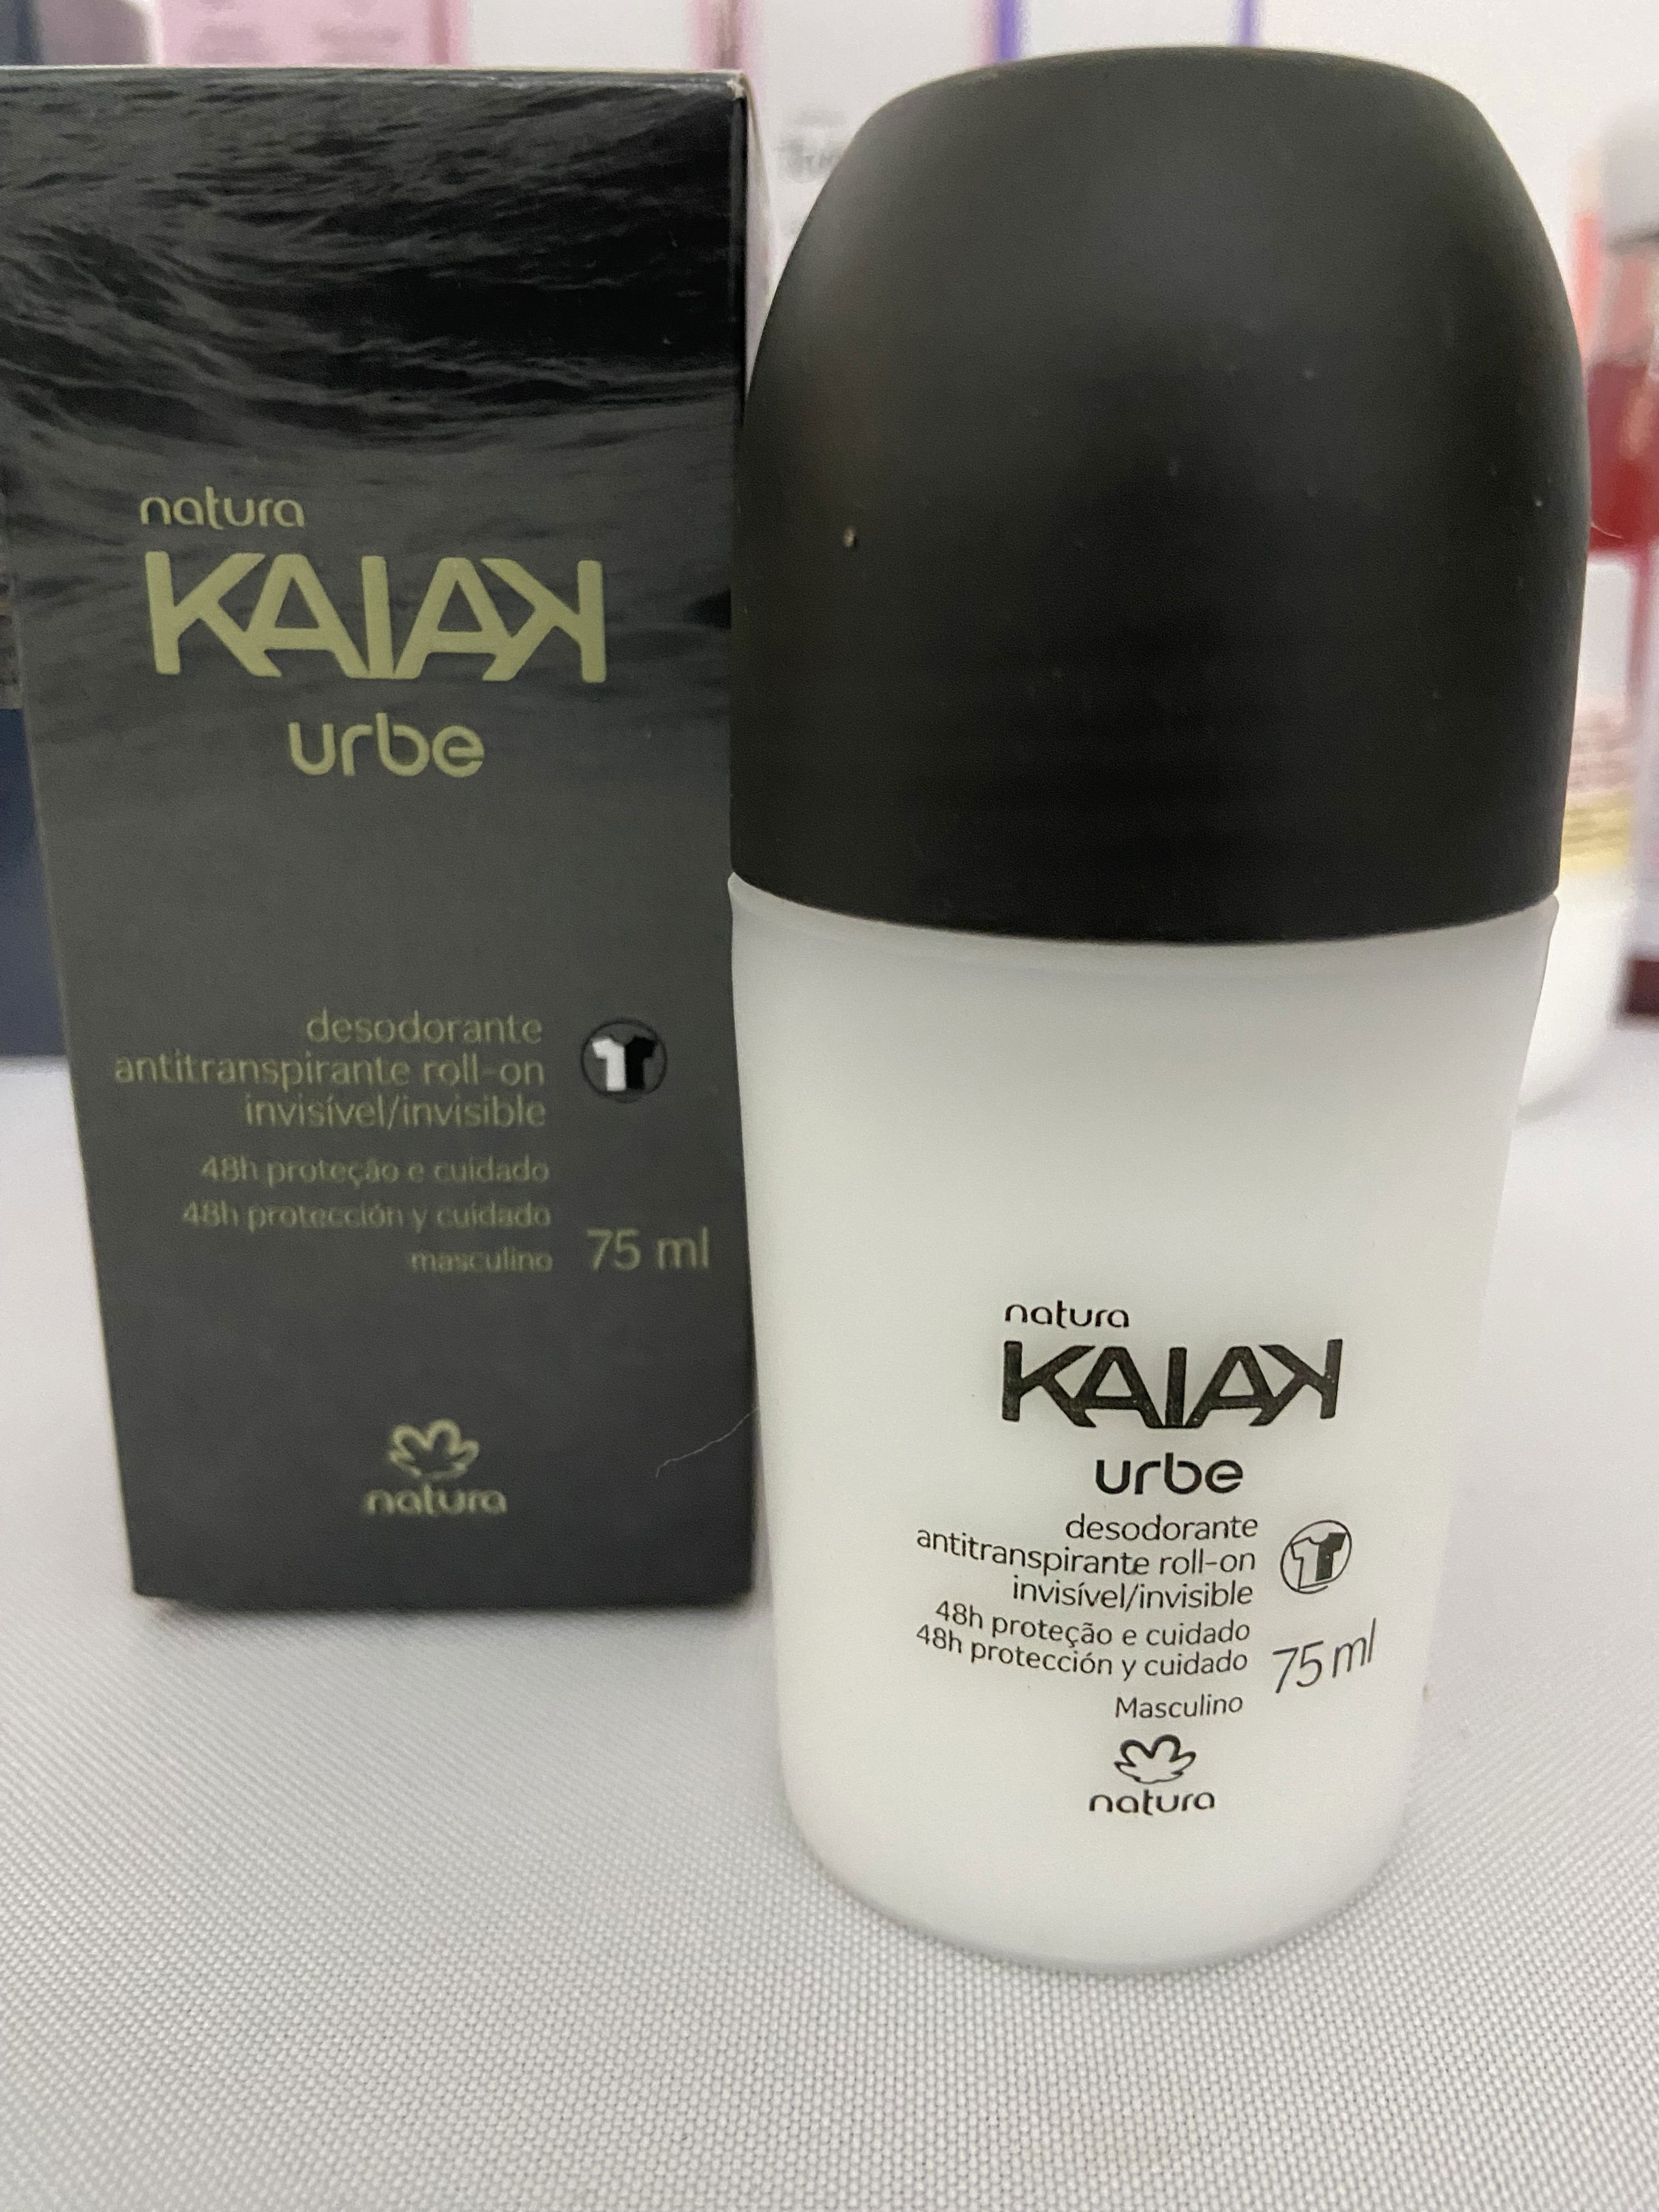 natura
KAIAK
urbe
desodorante
antitranspirante roll-on
invisível/invisible
48h proteção e cuidado
48h protección y cuidado
masculino
75 ml
natura
natura
KAIAK
urbe
desodorante
antitranspirante roll-on
invisível/invisible
48h proteção e cuidado
48h protección y cuidado
75 ml
Masculino
natura